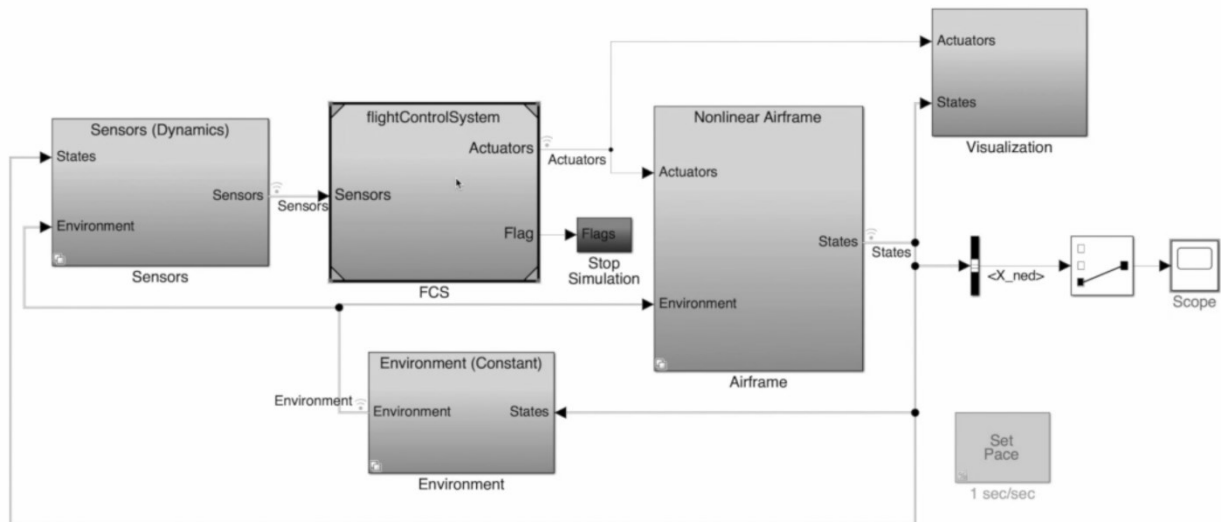 Actuators
States
Visualization
Sensors (Dynamics)
States
Sensors
Environment
Sensors
Sensors
flightControlSystem
Actuators
Sensors
Flag
FCS
Actuators
Flags
Stop
Simulation
Nonlinear Airframe
Actuators
States
Environment
Airframe
States
<X_ned>
Scope
Environment (Constant)
Environment
States
Environment
Environment
Set
Pace
1 sec/sec